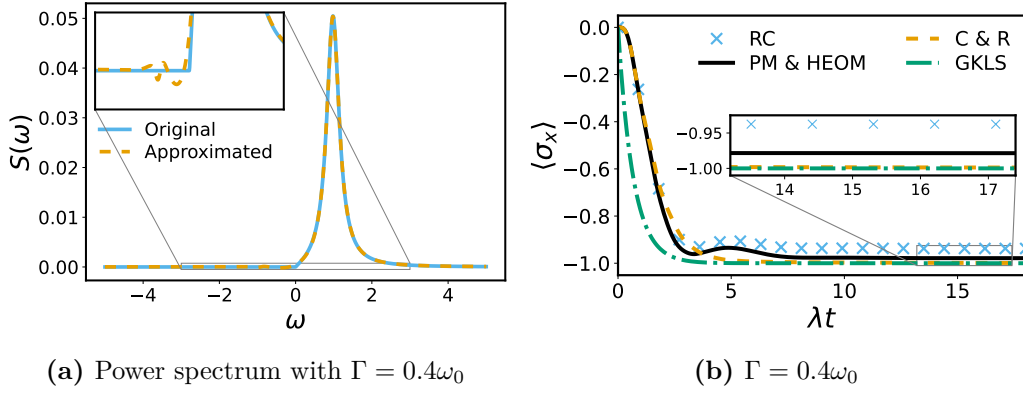 0.05
0.04
0.03
0.02
0.01
0.00
S(ω)
Original
Approximated
−4 −2 0 2 4
ω
(a) Power spectrum with Γ = 0.4ω₀
0.0
−0.2
−0.4
−0.6
−0.8
−1.0
⟨σₓ⟩
RC
PM & HEOM
C & R
GKLS
−0.95
−1.00
14 15 16 17
0 5 10 15
λt
(b) Γ = 0.4ω₀